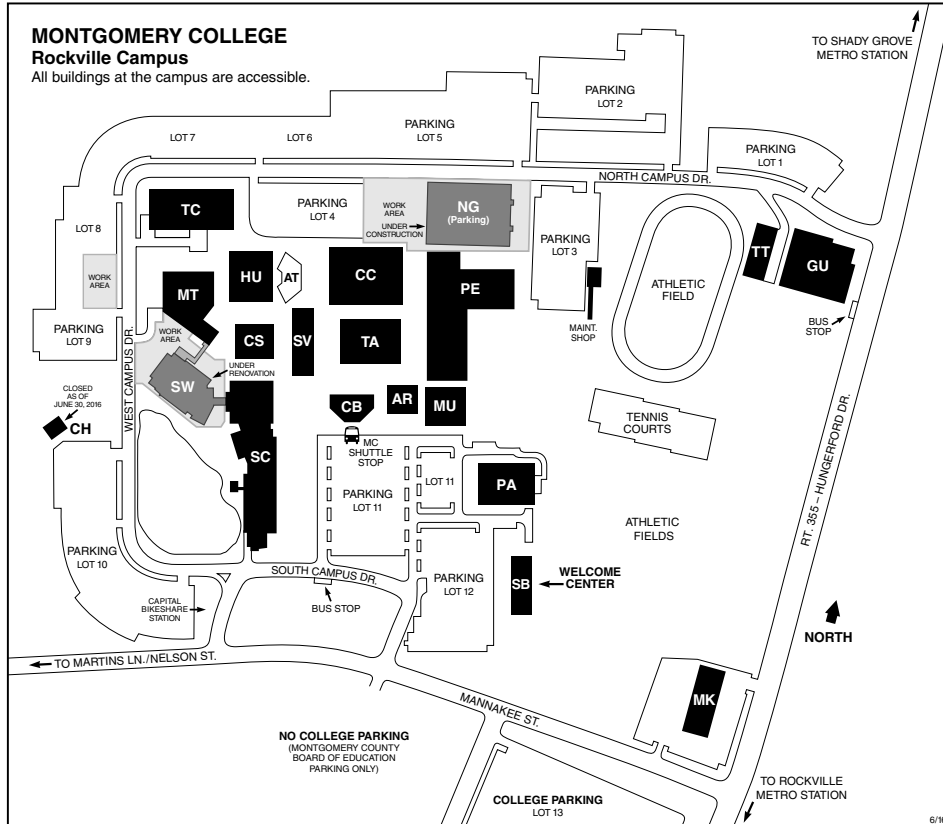 MONTGOMERY COLLEGE
Rockville Campus
All buildings at the campus are accessible.
TO SHADY GROVE
METRO STATION
PARKING
LOT 2
LOT 7
LOT 6
PARKING
LOT 5
PARKING
LOT 1
NORTH CAMPUS DR.
TC
PARKING
LOT 4
WORK
AREA
UNDER
CONSTRUCTION
NG
(Parking)
LOT 8
PARKING
LOT 3
TT
GU
WORK
AREA
MT
HU
AT
CC
PE
ATHLETIC
FIELD
BUS
STOP
PARKING
LOT 9
WORK
AREA
CS
SV
TA
MAINT.
SHOP
WEST CAMPUS DR.
UNDER
RENOVATION
SW
CLOSED
AS OF
JUNE 30, 2016
CH
CB
AR
MU
TENNIS
COURTS
MC
SHUTTLE
STOP
SC
PARKING
LOT 11
LOT 11
PA
RT. 355 – HUNGERFORD DR.
ATHLETIC
FIELDS
PARKING
LOT 10
SOUTH CAMPUS DR.
PARKING
LOT 12
SB
WELCOME
CENTER
CAPITAL
BIKESHARE
STATION
BUS STOP
NORTH
TO MARTINS LN./NELSON ST.
MANNAKEE ST.
MK
NO COLLEGE PARKING
(MONTGOMERY COUNTY
BOARD OF EDUCATION
PARKING ONLY)
TO ROCKVILLE
METRO STATION
COLLEGE PARKING
LOT 13
6/16